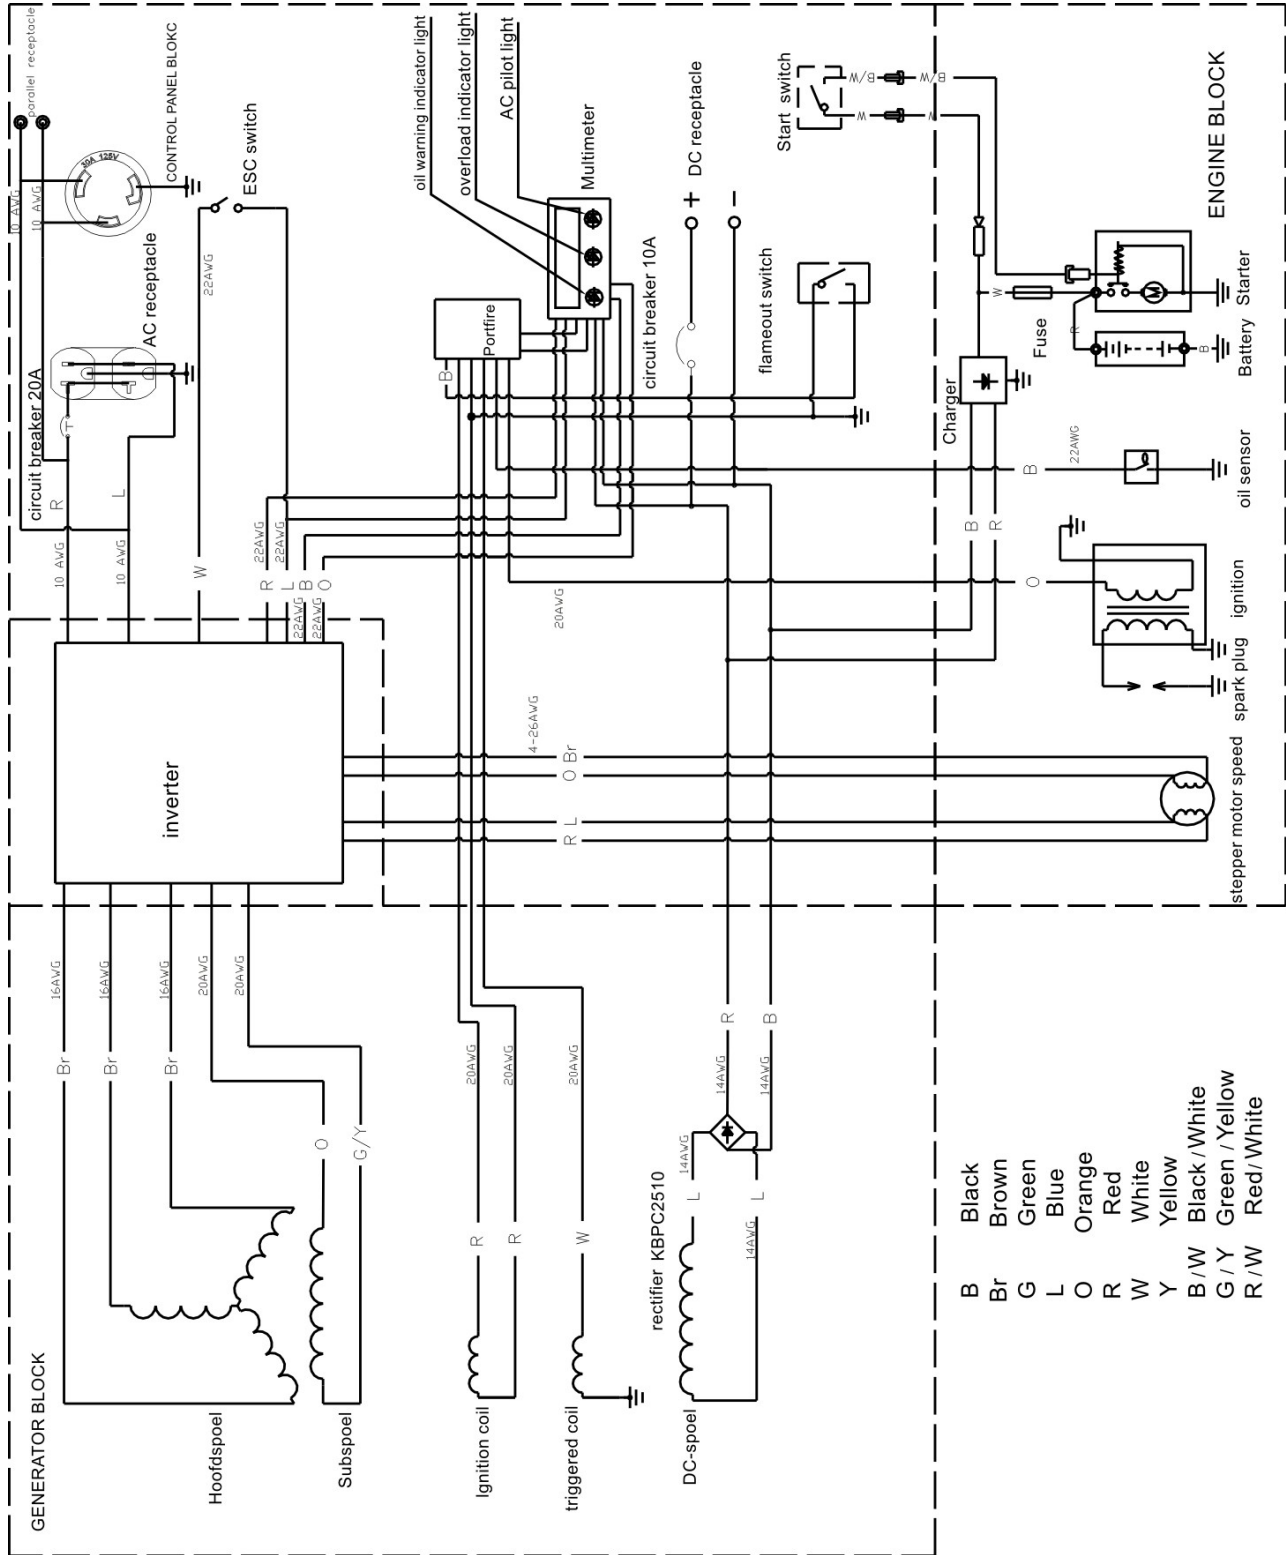 GENERATOR BLOCK
Hoofdspoel
Subspoel
Ignition coil
triggered coil
DC-spoel
rectifier KBPC2510
Br
Br
Br
O
G/Y
R
R
W
L
L
R
B
16AWG
16AWG
16AWG
20AWG
20AWG
20AWG
20AWG
20AWG
14AWG
14AWG
14AWG
14AWG
inverter
CONTROL PANEL BLOKC
parallel receptacle
10 AWG
10 AWG
30A 125V
AC receptacle
circuit breaker 20A
R
L
10 AWG
10 AWG
ESC switch
22AWG
W
R
L
B
O
22AWG
22AWG
22AWG
22AWG
oil warning indicator light
overload indicator light
AC pilot light
Multimeter
Portfire
B
circuit breaker 10A
DC receptacle
+
-
flameout switch
Start switch
B/W
B/W
W
W
20AWG
4-26AWG
O Br
R L
ENGINE BLOCK
Charger
Fuse
W
R
M
B
Starter
Battery
oil sensor
22AWG
B
B
R
O
ignition
spark plug
stepper motor speed
B Black
Br Brown
G Green
L Blue
O Orange
R Red
W White
Y Yellow
B/W Black/White
G/Y Green/Yellow
R/W Red/White